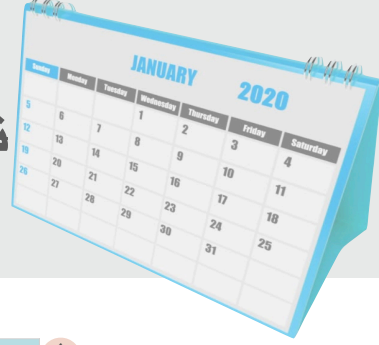 JANUARY 2020
Sunday Monday Tuesday Wednesday Thursday Friday Saturday
1 2 3 4
5 6 7 8 9 10 11
12 13 14 15 16 17 18
19 20 21 22 23 24 25
26 27 28 29 30 31